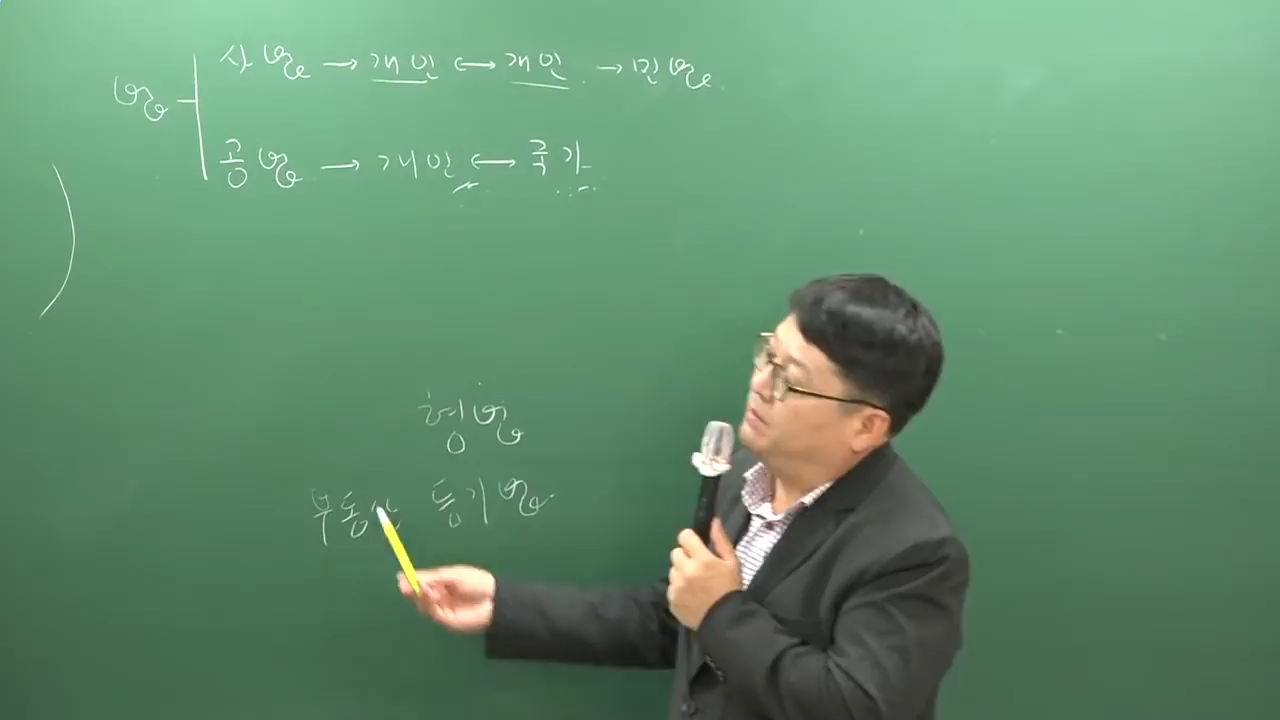 사법 → 개인 ↔ 개인 → 민법
법
공법 → 개인 ↔ 국가
형법
부동산 등기법